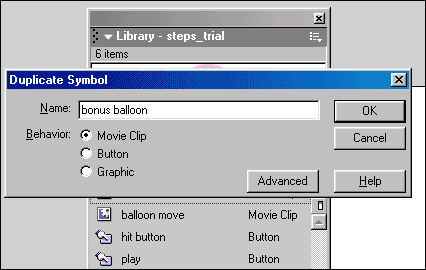 Library - steps_trial
6 items
Duplicate Symbol
Name: bonus balloon
OK
Behavior: Movie Clip
Cancel
Button
Graphic
Advanced
Help
balloon move Movie Clip
hit button Button
play Button